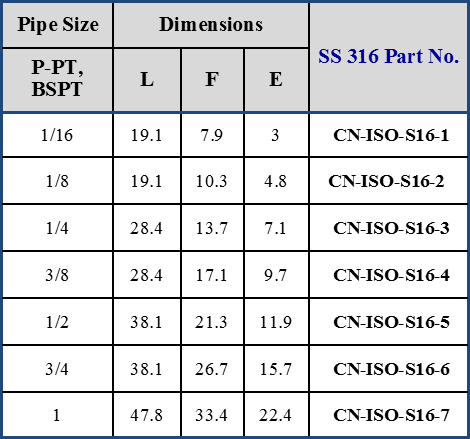 Pipe Size Dimensions SS 316 Part No.
P-PT, BSPT L F E
1/16 19.1 7.9 3 CN-ISO-S16-1
1/8 19.1 10.3 4.8 CN-ISO-S16-2
1/4 28.4 13.7 7.1 CN-ISO-S16-3
3/8 28.4 17.1 9.7 CN-ISO-S16-4
1/2 38.1 21.3 11.9 CN-ISO-S16-5
3/4 38.1 26.7 15.7 CN-ISO-S16-6
1 47.8 33.4 22.4 CN-ISO-S16-7